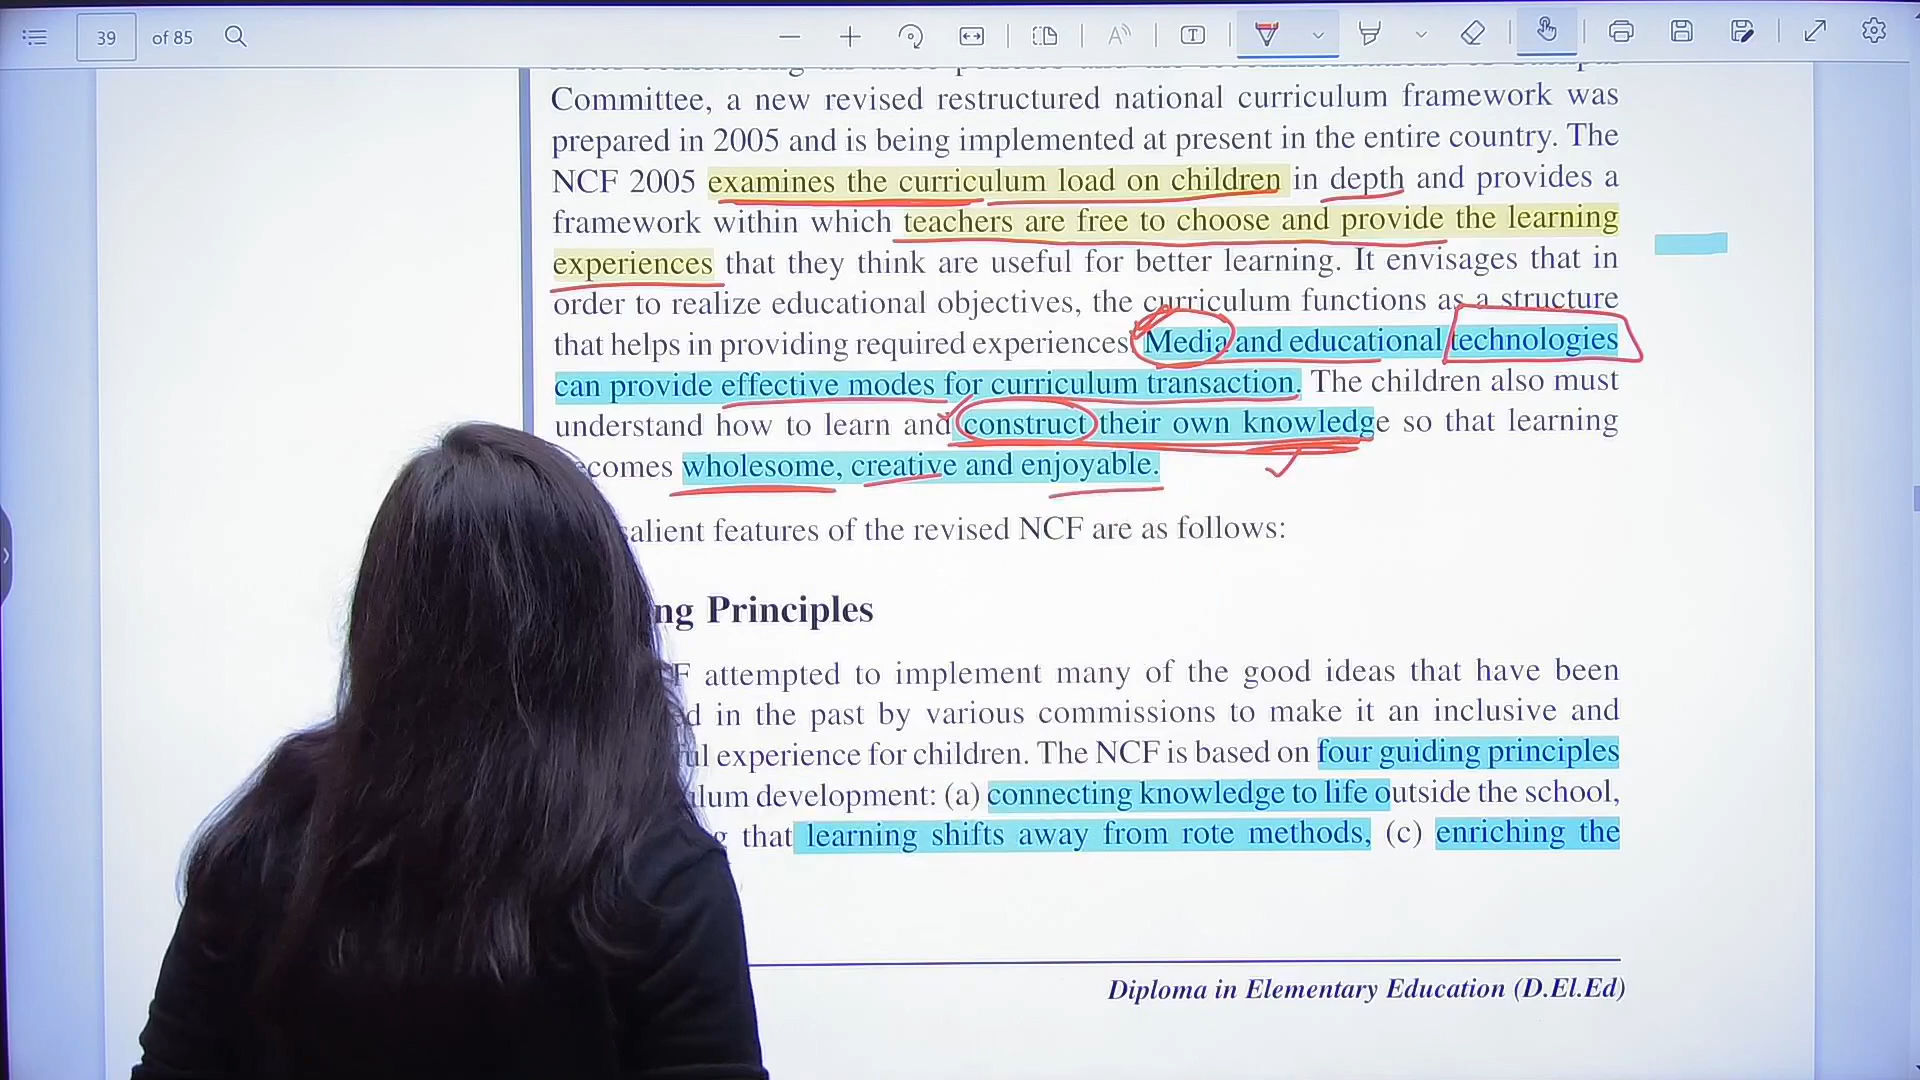 39 of 85
Committee, a new revised restructured national curriculum framework was
prepared in 2005 and is being implemented at present in the entire country. The
NCF 2005 examines the curriculum load on children in depth and provides a
framework within which teachers are free to choose and provide the learning
experiences that they think are useful for better learning. It envisages that in
order to realize educational objectives, the curriculum functions as a structure
that helps in providing required experiences. Media and educational technologies
can provide effective modes for curriculum transaction. The children also must
understand how to learn and construct their own knowledge so that learning
comes wholesome, creative and enjoyable.
salient features of the revised NCF are as follows:
ng Principles
F attempted to implement many of the good ideas that have been
d in the past by various commissions to make it an inclusive and
ul experience for children. The NCF is based on four guiding principles
lum development: (a) connecting knowledge to life outside the school,
g that learning shifts away from rote methods, (c) enriching the
Diploma in Elementary Education (D.El.Ed)